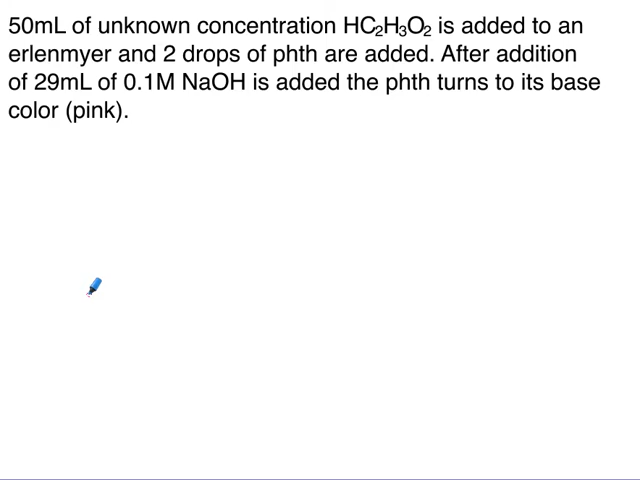 50mL of unknown concentration HC₂H₃O₂ is added to an
erlenmyer and 2 drops of phth are added. After addition
of 29mL of 0.1M NaOH is added the phth turns to its base
color (pink).